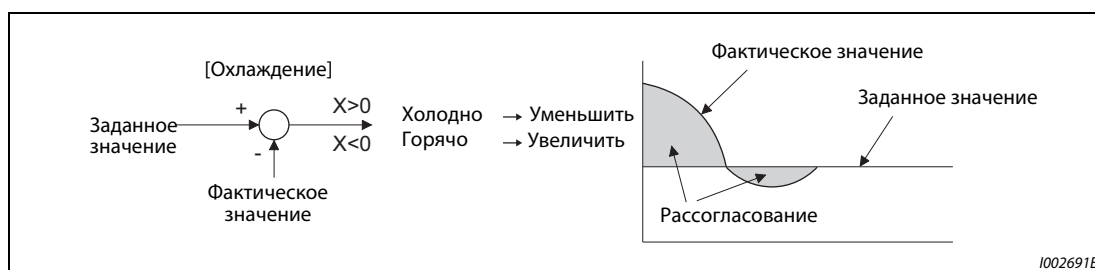 [Охлаждение]
Заданное
значение
+
-
X>0
X<0
Фактическое
значение
Холодно → Уменьшить
Горячо → Увеличить
Фактическое значение
Заданное значение
Рассогласование
I002691E